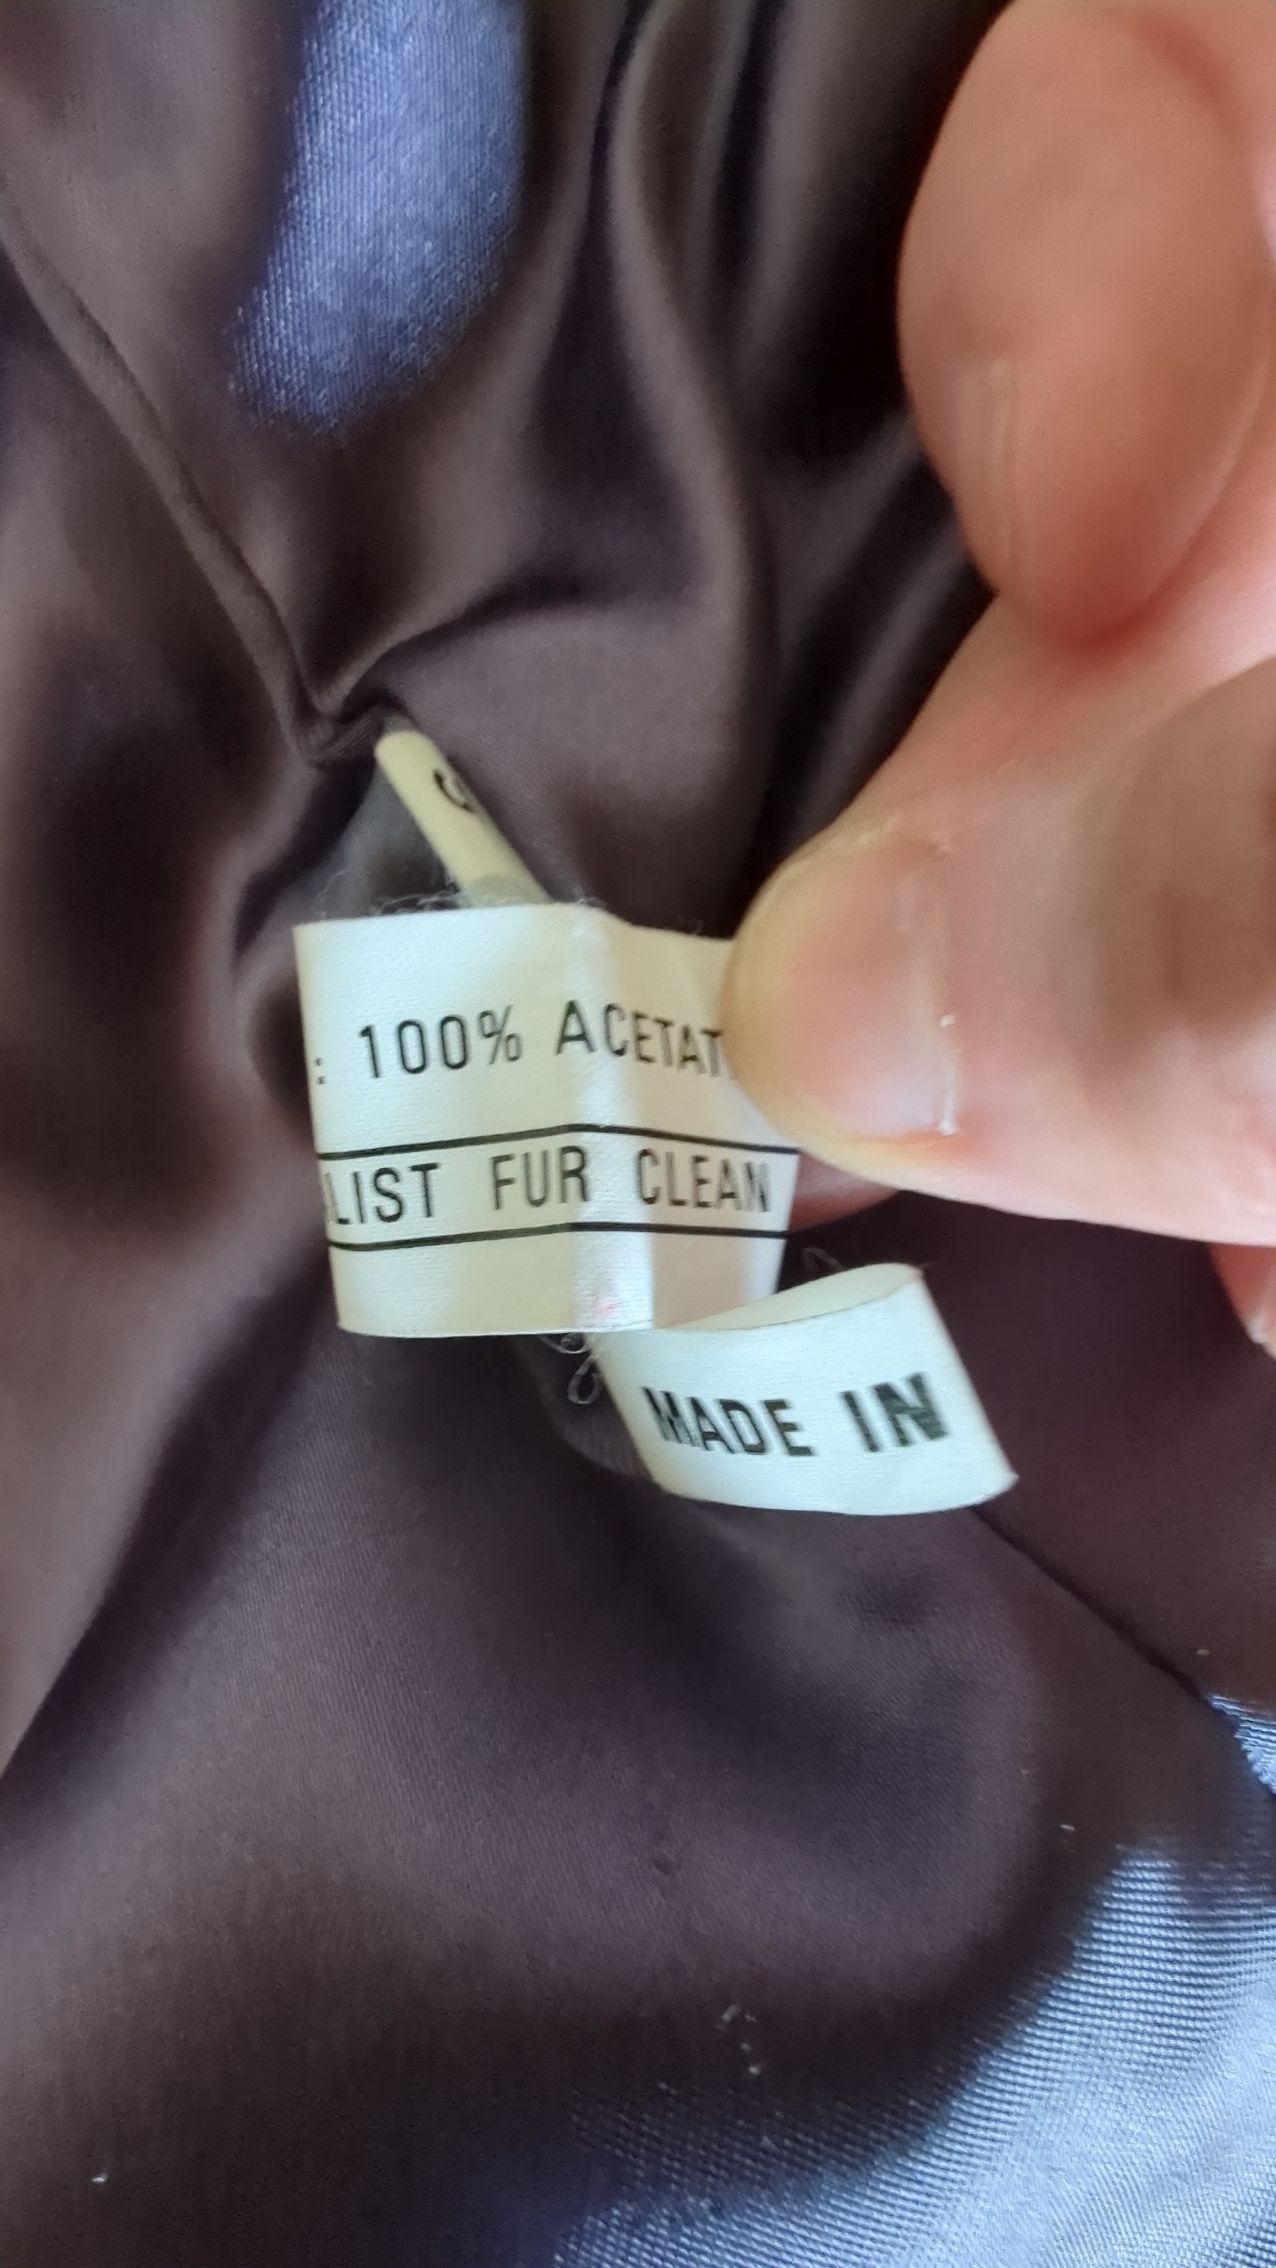 : 100% ACETAT
LIST FUR CLEAN
MADE IN